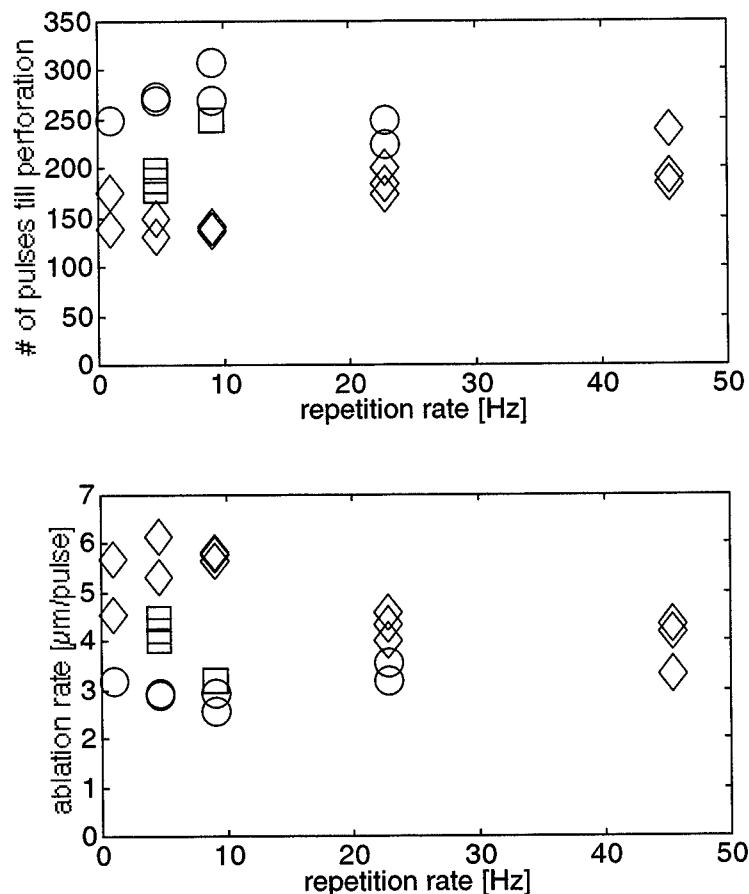 350
300
250
200
150
100
50
0
# of pulses till perforation
0 10 20 30 40 50
repetition rate [Hz]
7
6
5
4
3
2
1
0
ablation rate [µm/pulse]
0 10 20 30 40 50
repetition rate [Hz]